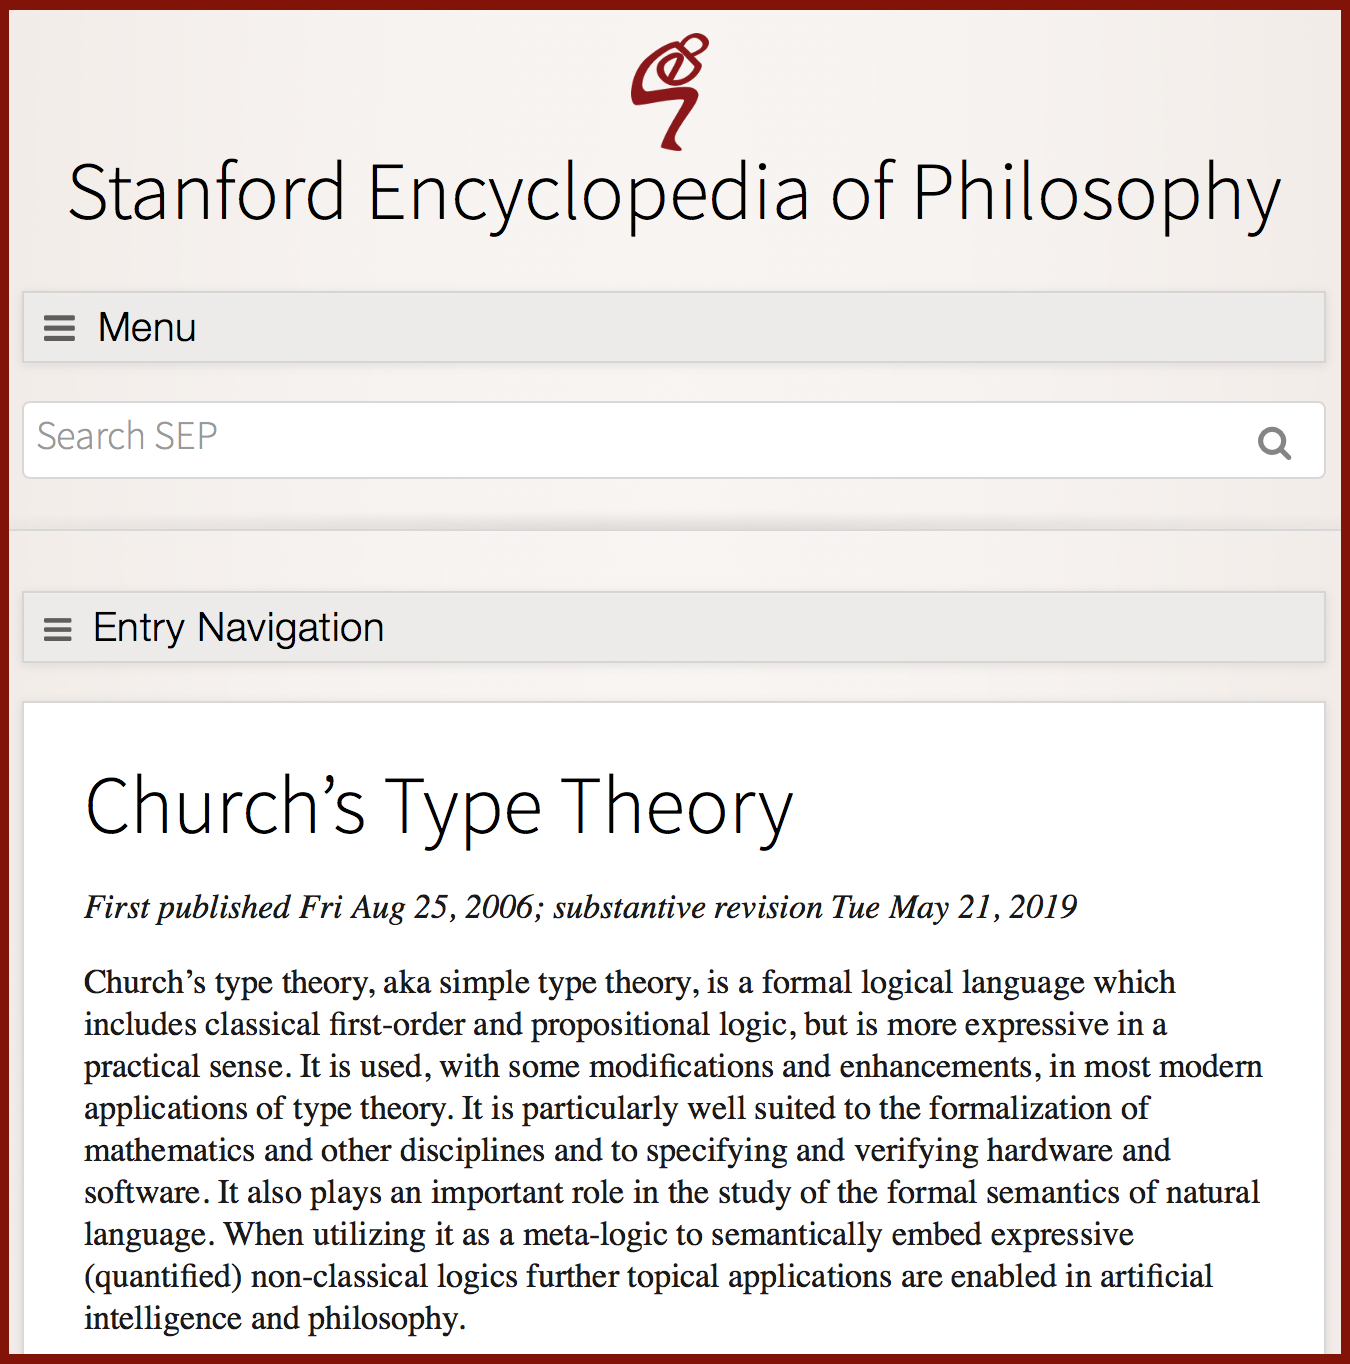 Stanford Encyclopedia of Philosophy
Menu
Search SEP
Entry Navigation
Church’s Type Theory
First published Fri Aug 25, 2006; substantive revision Tue May 21, 2019
Church’s type theory, aka simple type theory, is a formal logical language which
includes classical first-order and propositional logic, but is more expressive in a
practical sense. It is used, with some modifications and enhancements, in most modern
applications of type theory. It is particularly well suited to the formalization of
mathematics and other disciplines and to specifying and verifying hardware and
software. It also plays an important role in the study of the formal semantics of natural
language. When utilizing it as a meta-logic to semantically embed expressive
(quantified) non-classical logics further topical applications are enabled in artificial
intelligence and philosophy.